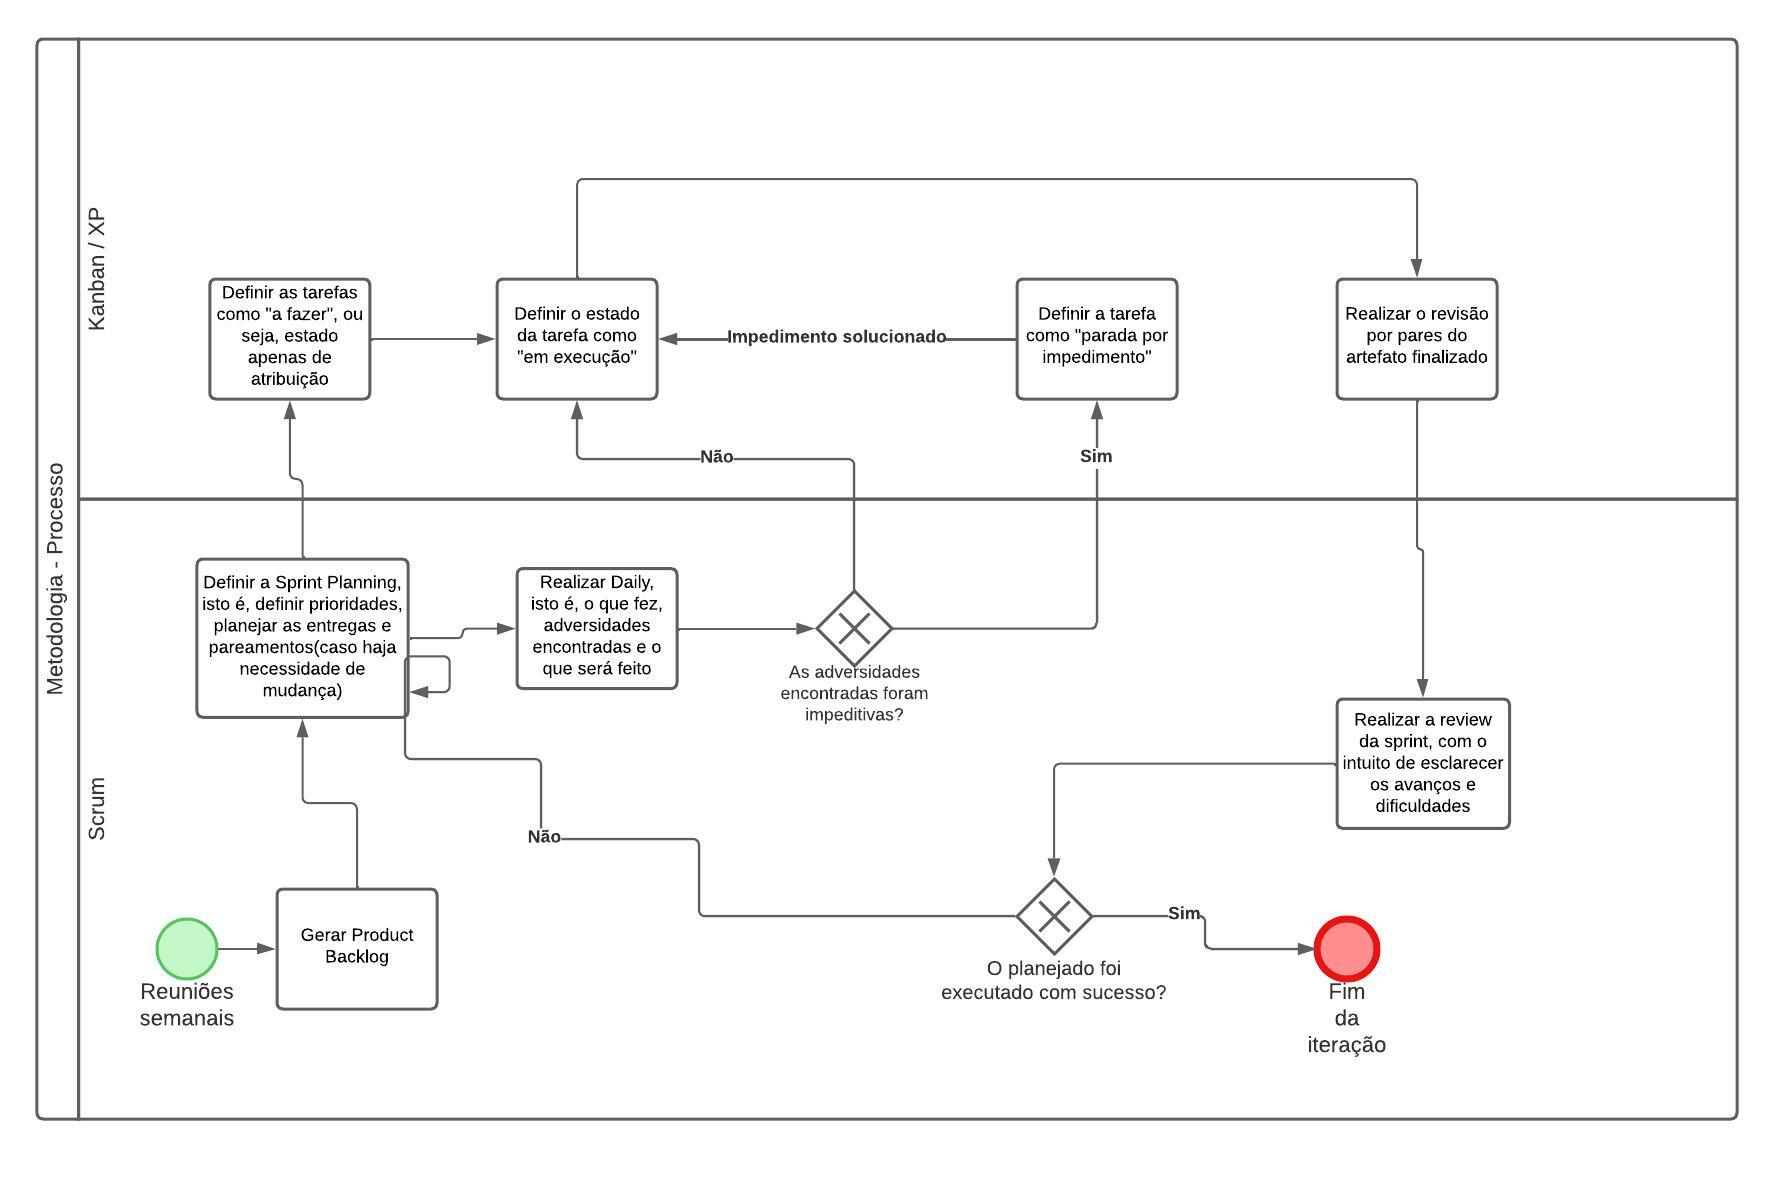 Metodologia - Processo
Kanban / XP
Definir as tarefas
como "a fazer", ou
seja, estado
apenas de
atribuição
Definir o estado
da tarefa como
"em execução"
Impedimento solucionado
Definir a tarefa
como "parada por
impedimento"
Realizar o revisão
por pares do
artefato finalizado
Não
Sim
Scrum
Definir a Sprint Planning,
isto é, definir prioridades,
planejar as entregas e
pareamentos(caso haja
necessidade de
mudança)
Realizar Daily,
isto é, o que fez,
adversidades
encontradas e o
que será feito
As adversidades
encontradas foram
impeditivas?
Realizar a review
da sprint, com o
intuito de esclarecer
os avanços e
dificuldades
Não
Sim
Gerar Product
Backlog
Reuniões
semanais
O planejado foi
executado com sucesso?
Fim
da
iteração